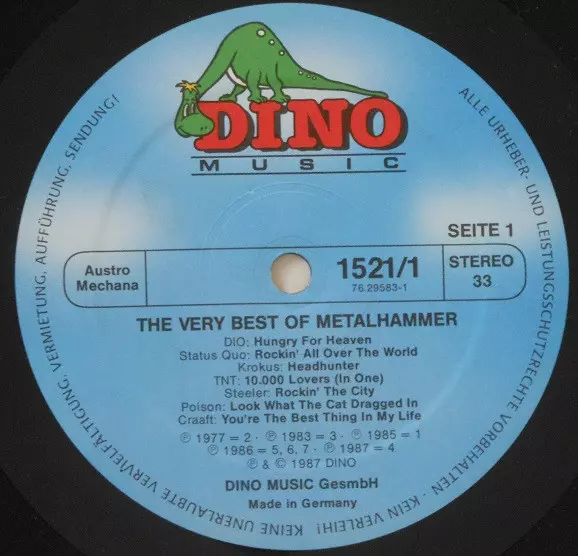 DINO
MUSIC
SEITE 1
Austro
Mechana
1521/1
76.29583-1
STEREO
33
THE VERY BEST OF METALHAMMER
DIO: Hungry For Heaven
Status Quo: Rockin' All Over The World
Krokus: Headhunter
TNT: 10.000 Lovers (In One)
Steeler: Rockin' The City
Poison: Look What The Cat Dragged In
Craaft: You're The Best Thing In My Life
℗ 1977 = 2 · ℗ 1983 = 3 · ℗ 1985 = 1
℗ 1986 = 5, 6, 7 · ℗ 1987 = 4
℗ & © 1987 DINO
DINO MUSIC GesmbH
Made in Germany
ALLE URHEBER- UND LEISTUNGSSCHUTZRECHTE VORBEHALTEN · KEIN VERLEIH! KEINE UNERLAUBTE VERVIELFÄLTIGUNG, VERMIETUNG, AUFFÜHRUNG, SENDUNG!